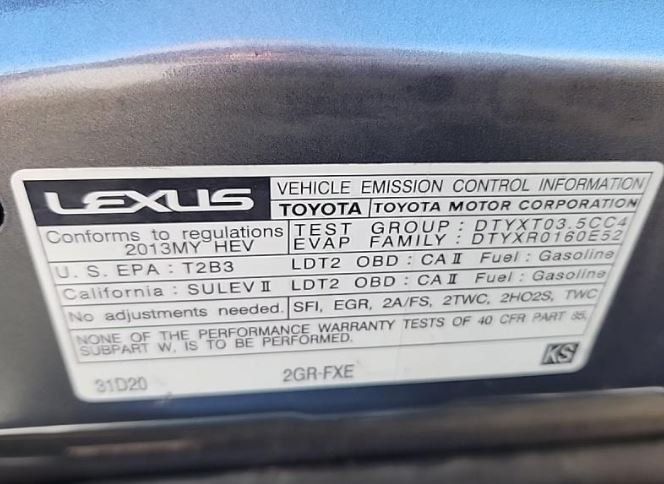 LEXUS
VEHICLE EMISSION CONTROL INFORMATION
TOYOTA TOYOTA MOTOR CORPORATION
Conforms to regulations
2013MY HEV
TEST GROUP : DTYXT03.5CC4
EVAP FAMILY : DTYXR0160E52
U. S. EPA : T2B3 LDT2 OBD : CA II Fuel : Gasoline
California : SULEV II LDT2 OBD : CA II Fuel : Gasoline
No adjustments needed. SFI, EGR, 2A/FS, 2TWC, 2HO2S, TWC
NONE OF THE PERFORMANCE WARRANTY TESTS OF 40 CFR PART 85,
SUBPART W, IS TO BE PERFORMED.
31D20 2GR-FXE KS